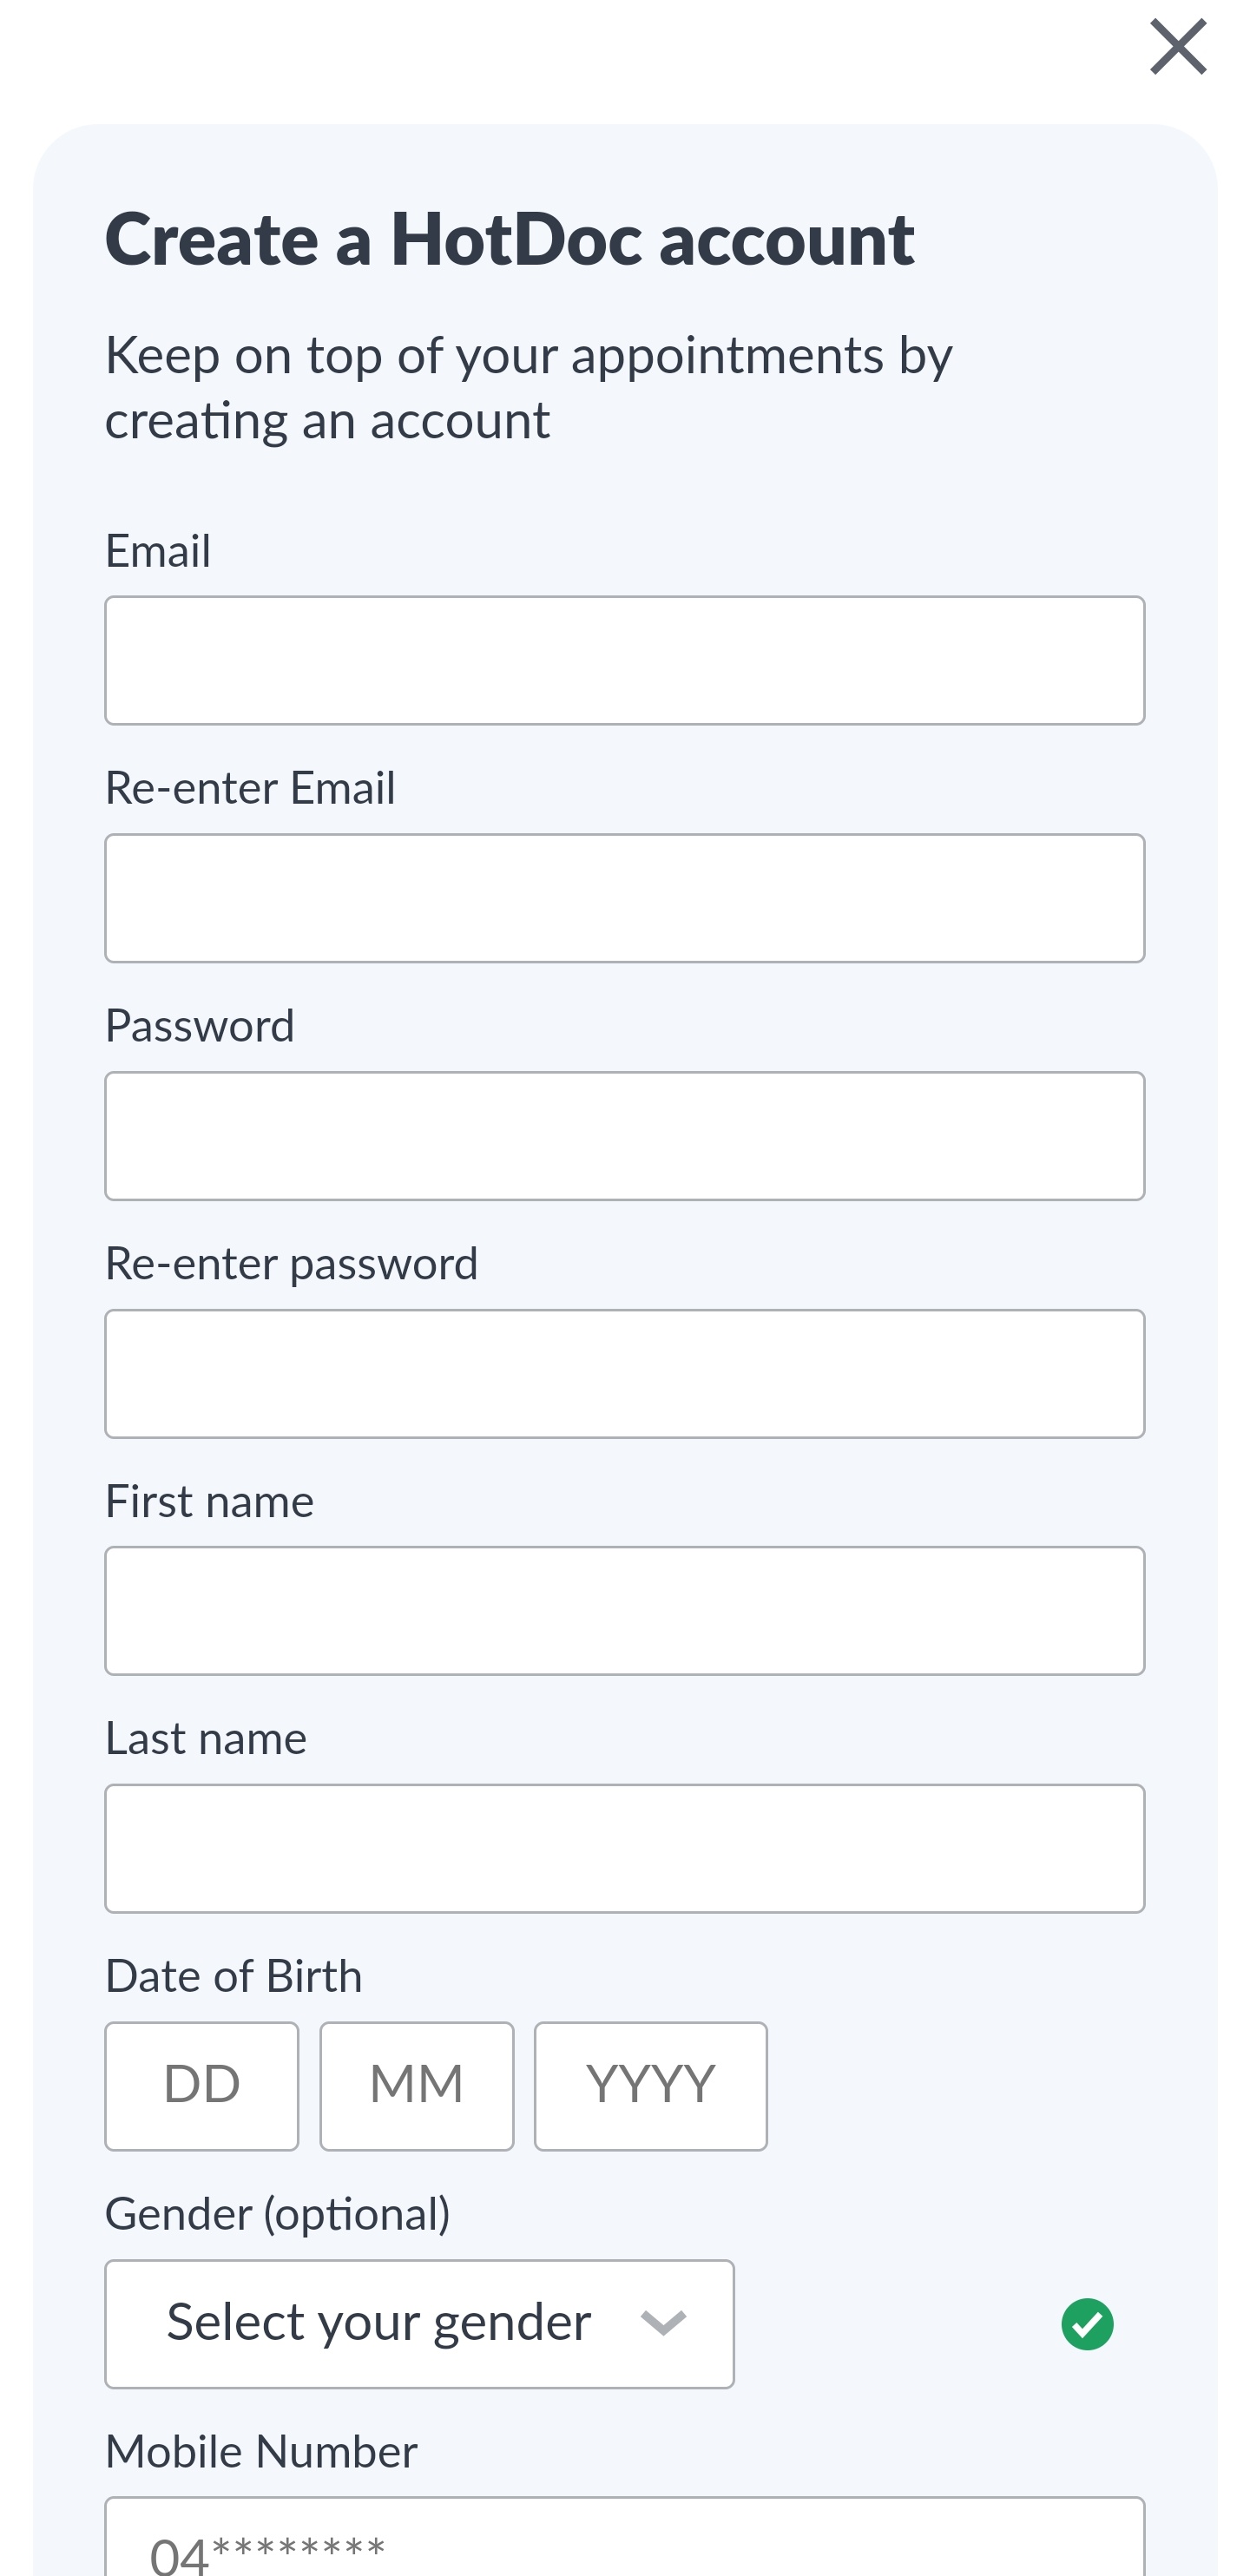 Create a HotDoc account
Keep on top of your appointments by
creating an account
Email
Re-enter Email
Password
Re-enter password
First name
Last name
Date of Birth
DD MM YYYY
Gender (optional)
Select your gender
Mobile Number
04********